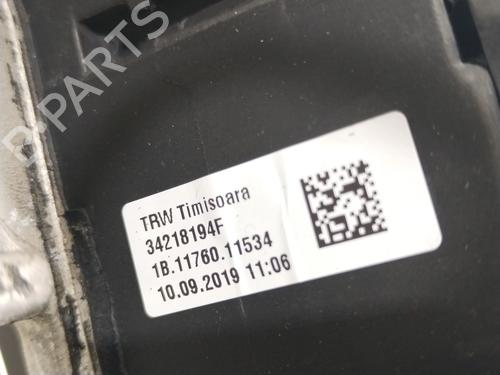 B-PARTS
TRW Timisoara
34218194F
1B.11760.11534
10.09.2019 11:06